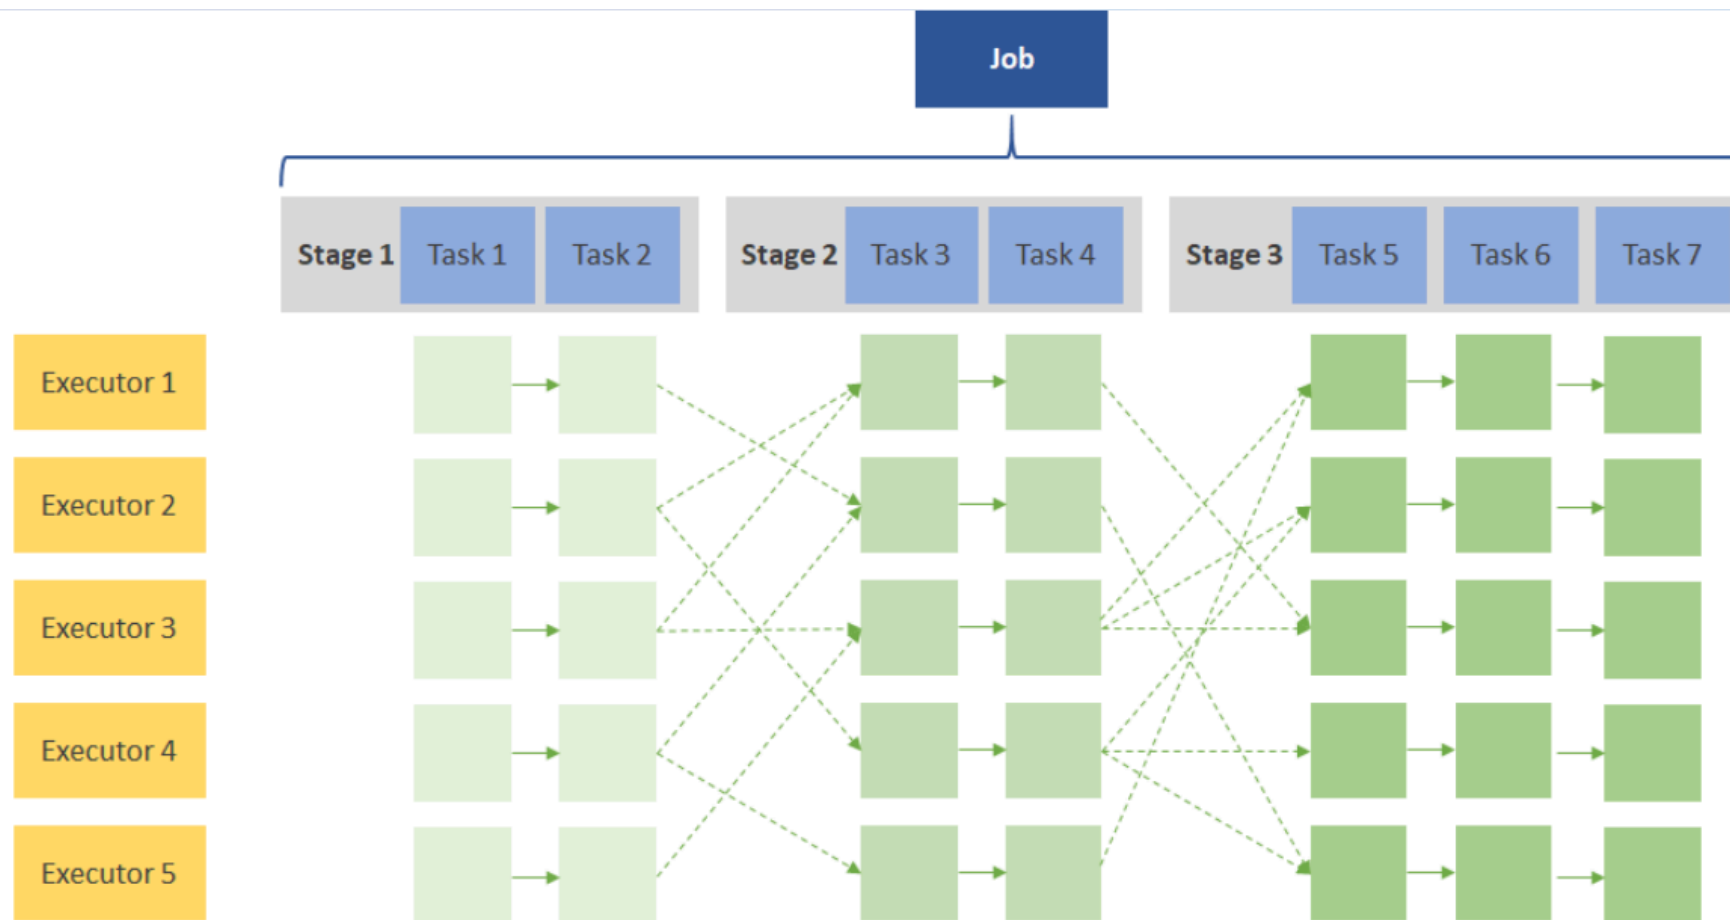 Job
Stage 1 Task 1 Task 2 Stage 2 Task 3 Task 4 Stage 3 Task 5 Task 6 Task 7
Executor 1
Executor 2
Executor 3
Executor 4
Executor 5